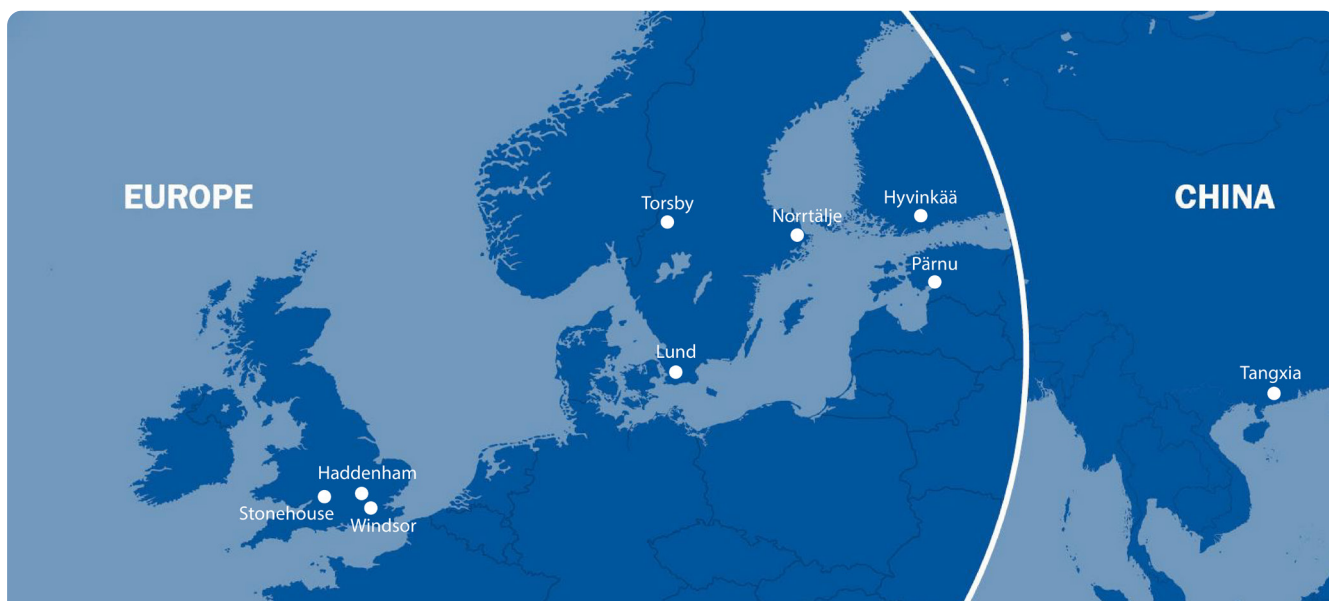 EUROPE
CHINA
Torsby
Norrtälje
Hyvinkää
Pärnu
Lund
Tangxia
Haddenham
Stonehouse
Windsor